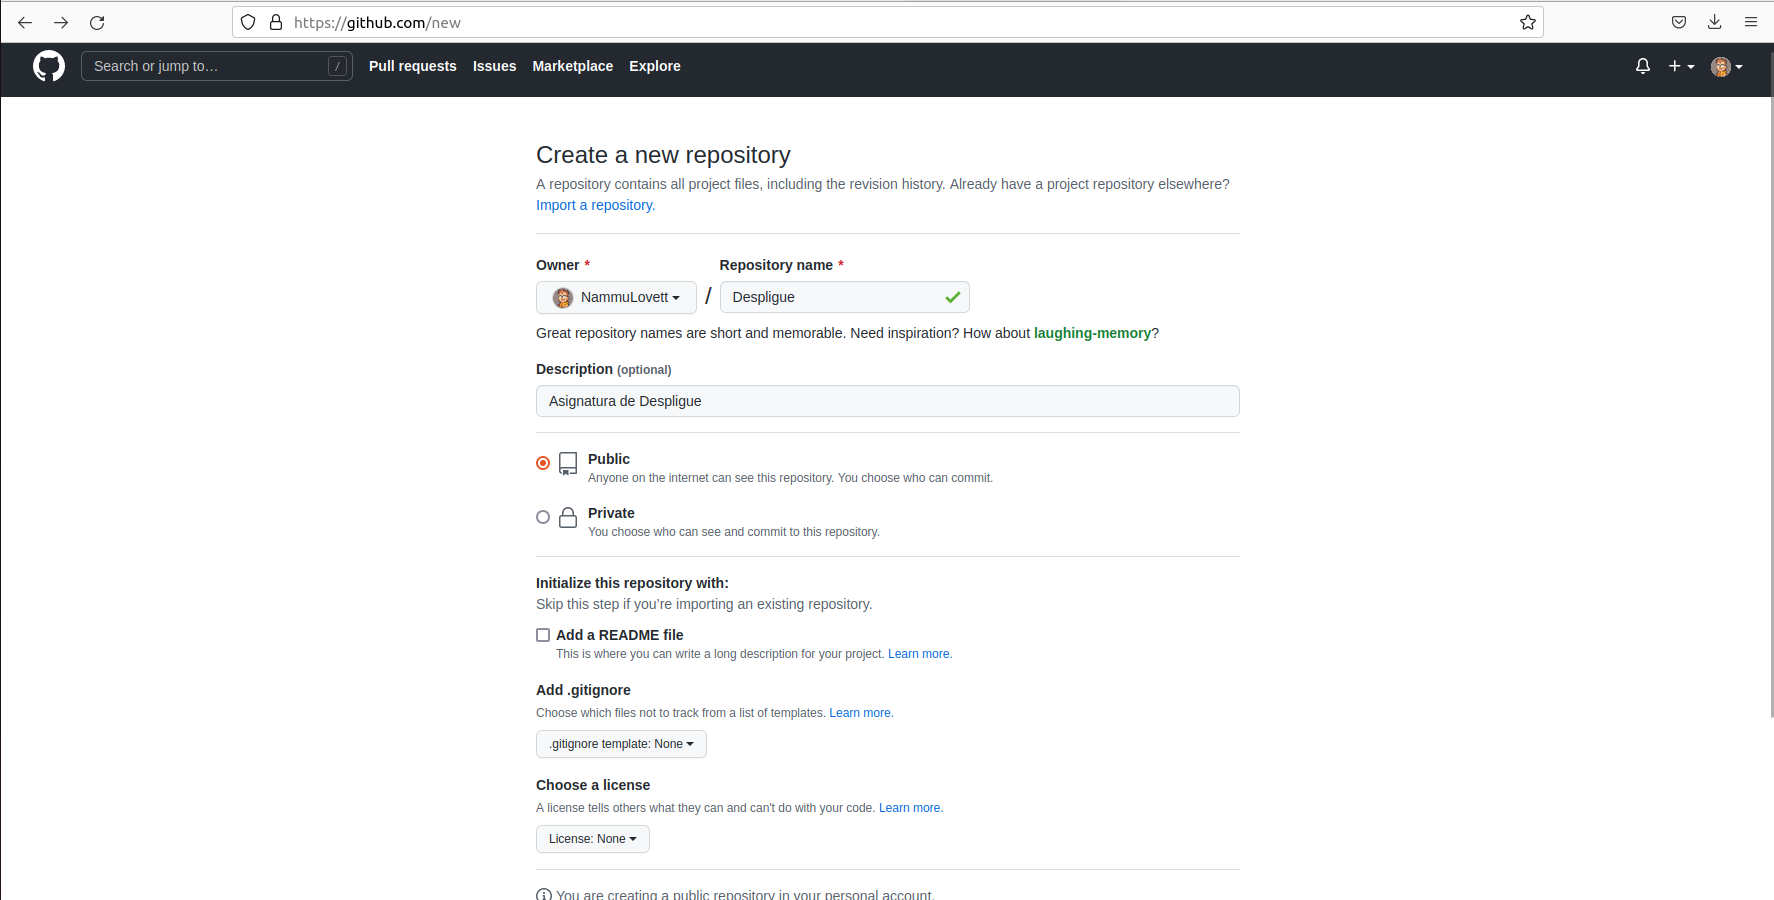 https://github.com/new
Search or jump to…
/
Pull requests
Issues
Marketplace
Explore
Create a new repository
A repository contains all project files, including the revision history. Already have a project repository elsewhere?
Import a repository.
Owner *
Repository name *
NammuLovett
/
Despligue
Great repository names are short and memorable. Need inspiration? How about laughing-memory?
Description (optional)
Asignatura de Despligue
Public
Anyone on the internet can see this repository. You choose who can commit.
Private
You choose who can see and commit to this repository.
Initialize this repository with:
Skip this step if you're importing an existing repository.
Add a README file
This is where you can write a long description for your project. Learn more.
Add .gitignore
Choose which files not to track from a list of templates. Learn more.
.gitignore template: None
Choose a license
A license tells others what they can and can't do with your code. Learn more.
License: None
You are creating a public repository in your personal account.